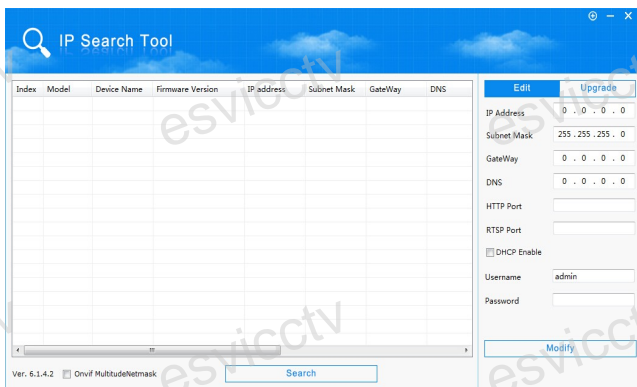 IP Search Tool
Index Model Device Name Firmware Version IP address Subnet Mask GateWay DNS
Edit Upgrade
IP Address 0 . 0 . 0 . 0
Subnet Mask 255 . 255 . 255 . 0
GateWay 0 . 0 . 0 . 0
DNS 0 . 0 . 0 . 0
HTTP Port
RTSP Port
DHCP Enable
Username admin
Password
Modify
Ver. 6.1.4.2 Onvif MultitudeNetmask Search
esvicctv
esvicctv
esvicctv
esvicctv